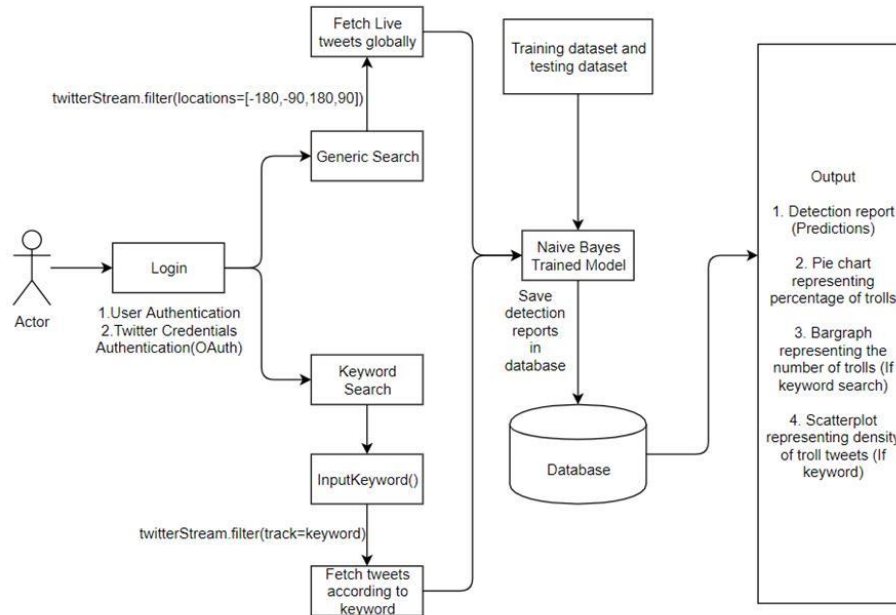 Fetch Live
tweets globally
Training dataset and
testing dataset
twitterStream.filter(locations=[-180,-90,180,90])
Generic Search
Actor
Login
1.User Authentication
2.Twitter Credentials
Authentication(OAuth)
Keyword
Search
InputKeyword()
twitterStream.filter(track=keyword)
Fetch tweets
according to
keyword
Naive Bayes
Trained Model
Save
detection
reports
in
database
Database
Output
1. Detection report
(Predictions)
2. Pie chart
representing
percentage of trolls
3. Bargraph
representing the
number of trolls (If
keyword search)
4. Scatterplot
representing density
of troll tweets (If
keyword)